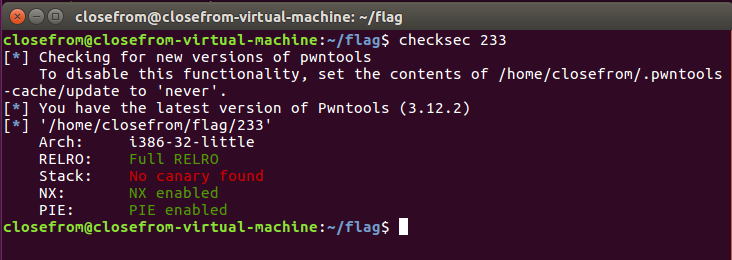 closefrom@closefrom-virtual-machine: ~/flag
closefrom@closefrom-virtual-machine:~/flag$ checksec 233
[*] Checking for new versions of pwntools
    To disable this functionality, set the contents of /home/closefrom/.pwntools
-cache/update to 'never'.
[*] You have the latest version of Pwntools (3.12.2)
[*] '/home/closefrom/flag/233'
    Arch:     i386-32-little
    RELRO:    Full RELRO
    Stack:    No canary found
    NX:       NX enabled
    PIE:      PIE enabled
closefrom@closefrom-virtual-machine:~/flag$